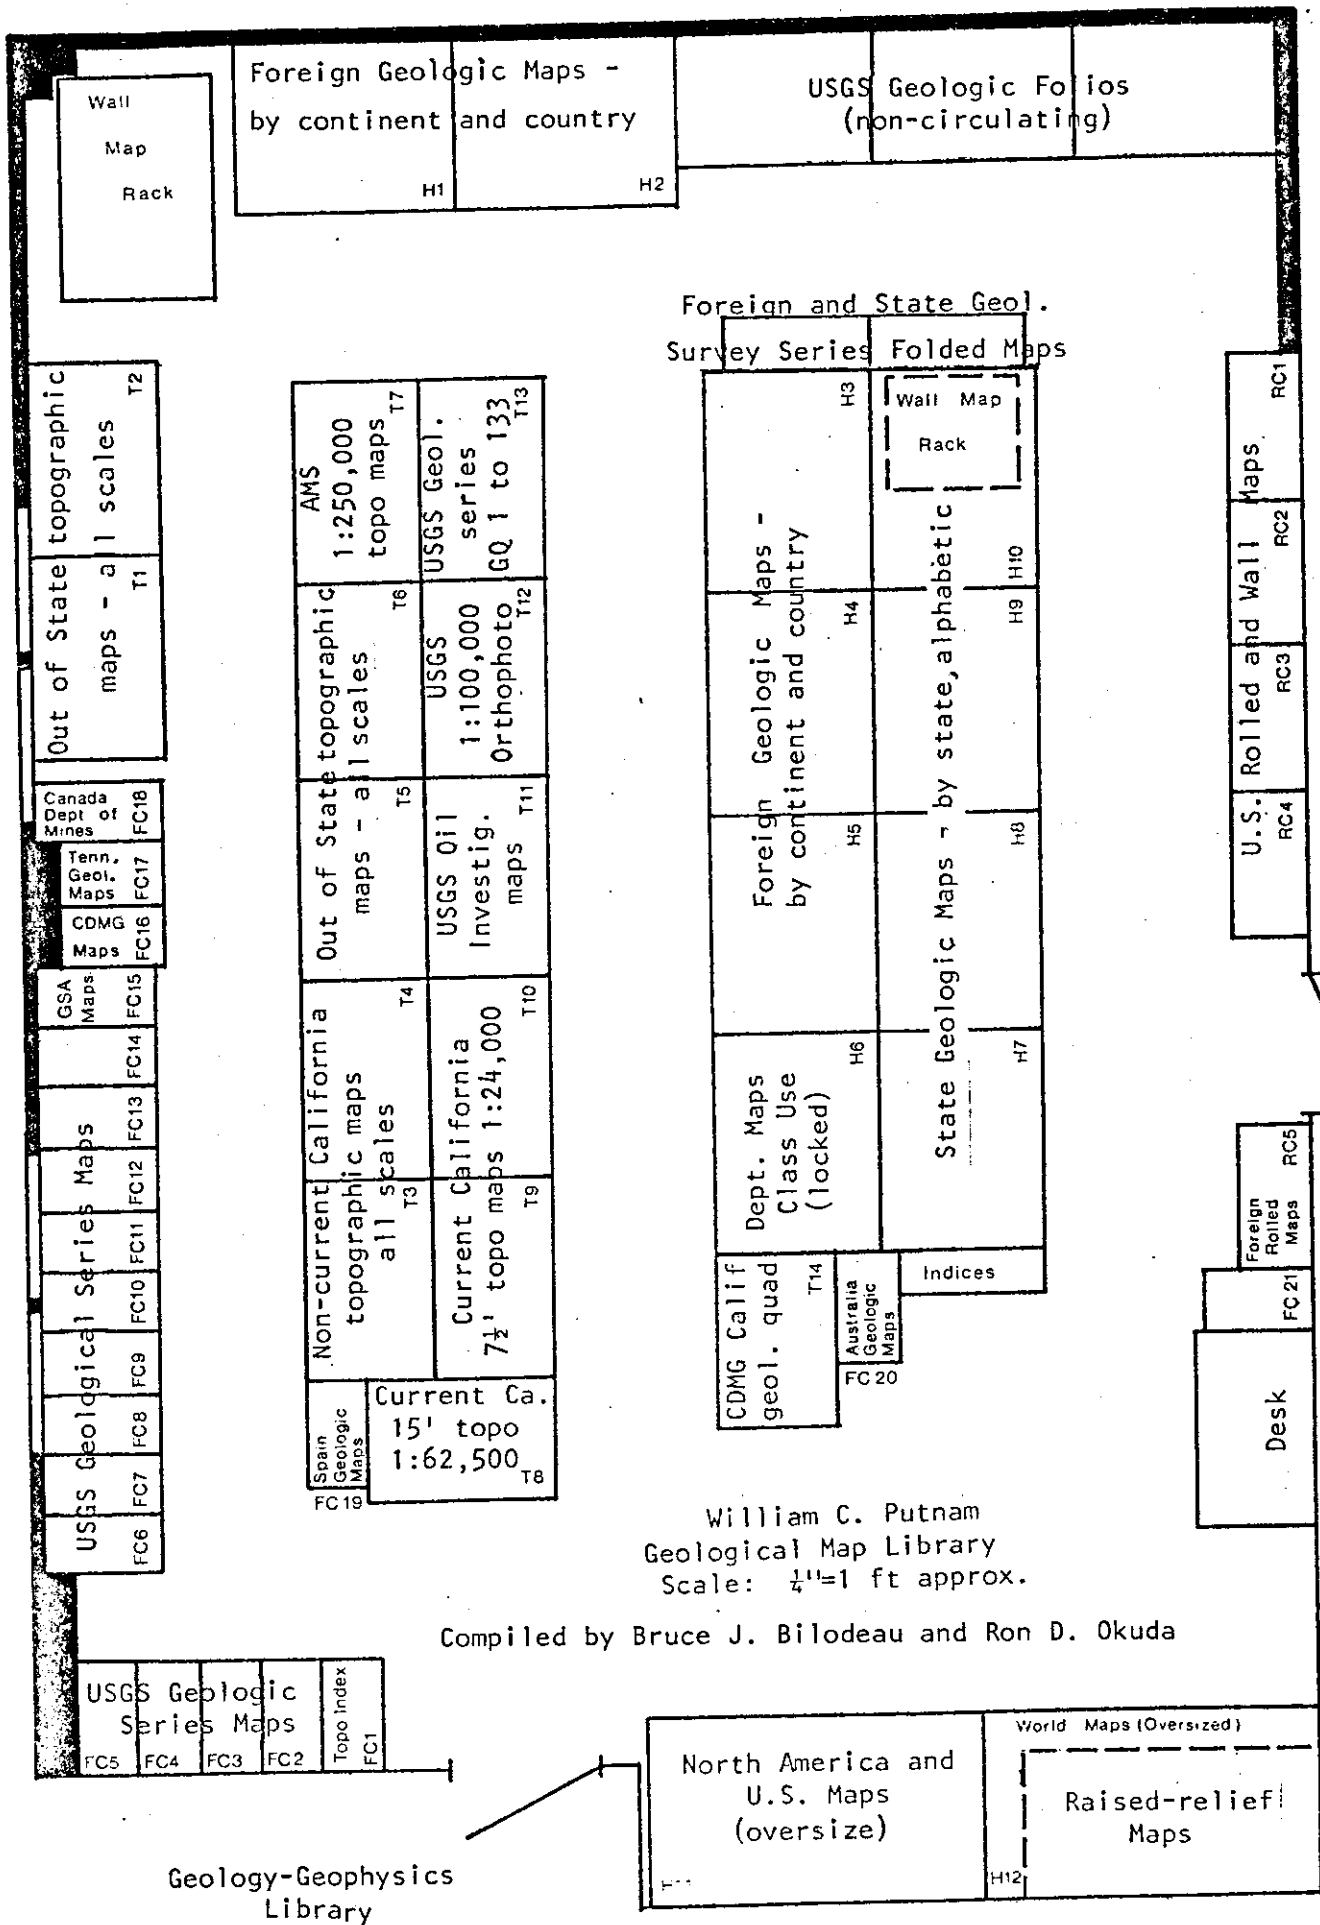 Wall
Map
Rack
Foreign Geologic Maps -
by continent and country
H1
H2
USGS Geologic Folios
(non-circulating)
Foreign and State Geol.
Survey Series Folded Maps
Out of State topographic
maps - all scales
T2
T1
Canada
Dept of
Mines
FC18
Tenn.
Geol.
Maps
FC17
CDMG
Maps
FC16
GSA
Maps
FC15
FC14
FC13
FC12
FC11
FC10
FC9
FC8
FC7
FC6
USGS Geological Series Maps
AMS
1:250,000
topo maps
T7
USGS Geol.
series
GQ 1 to 133
T13
Out of State topographic
maps - all scales
T6
T5
USGS
1:100,000
Orthophoto
T12
USGS Oil
Investig.
maps
T11
Non-current California
topographic maps
all scales
T4
T3
Current California
7½' topo maps 1:24,000
T10
T9
Spain
Geologic
Maps
FC19
Current Ca.
15' topo
1:62,500
T8
Foreign Geologic Maps -
by continent and country
H3
H4
H5
Wall Map
Rack
State Geologic Maps - by state, alphabetic
H10
H9
H8
H7
Dept. Maps
Class Use
(locked)
H6
CDMG Calif
geol. quad
T14
Australia
Geologic
Maps
FC 20
Indices
U.S. Rolled and Wall Maps
RC1
RC2
RC3
RC4
Foreign
Rolled
Maps
RC5
FC 21
Desk
William C. Putnam
Geological Map Library
Scale: ¼"=1 ft approx.
Compiled by Bruce J. Bilodeau and Ron D. Okuda
USGS Geologic
Series Maps
FC5
FC4
FC3
FC2
Topo Index
FC1
North America and
U.S. Maps
(oversize)
World Maps (Oversized)
Raised-relief
Maps
H12
Geology-Geophysics
Library